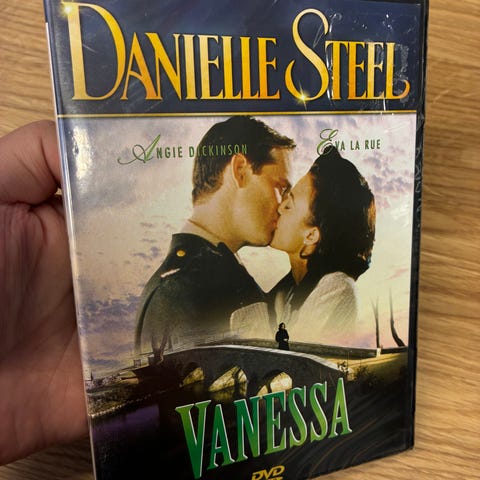 DANIELLE STEEL
ANGIE DICKINSON EVA LA RUE
VANESSA
DVD